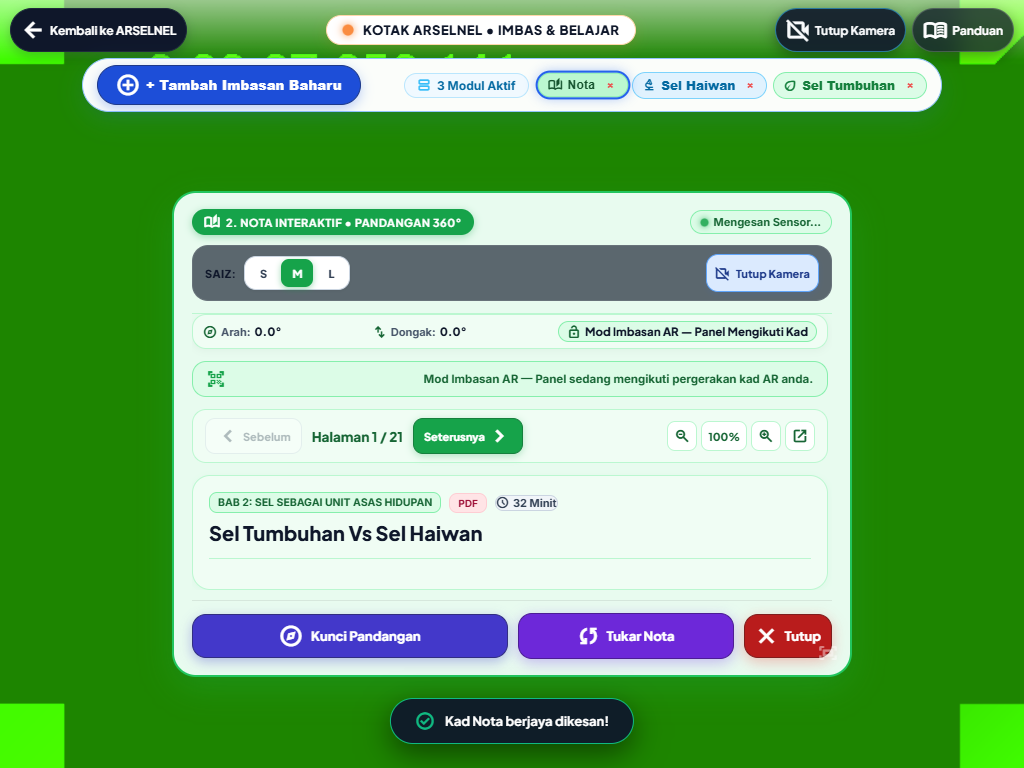 Kembali ke ARSELNEL
KOTAK ARSELNEL • IMBAS & BELAJAR
Tutup Kamera
Panduan
+ Tambah Imbasan Baharu
3 Modul Aktif
Nota ×
Sel Haiwan ×
Sel Tumbuhan ×
2. NOTA INTERAKTIF • PANDANGAN 360°
Mengesan Sensor...
SAIZ: S M L
Tutup Kamera
Arah: 0.0°
Dongak: 0.0°
Mod Imbasan AR — Panel Mengikuti Kad
Mod Imbasan AR — Panel sedang mengikuti pergerakan kad AR anda.
Sebelum
Halaman 1 / 21
Seterusnya
100%
BAB 2: SEL SEBAGAI UNIT ASAS HIDUPAN
PDF
32 Minit
Sel Tumbuhan Vs Sel Haiwan
Kunci Pandangan
Tukar Nota
Tutup
Kad Nota berjaya dikesan!